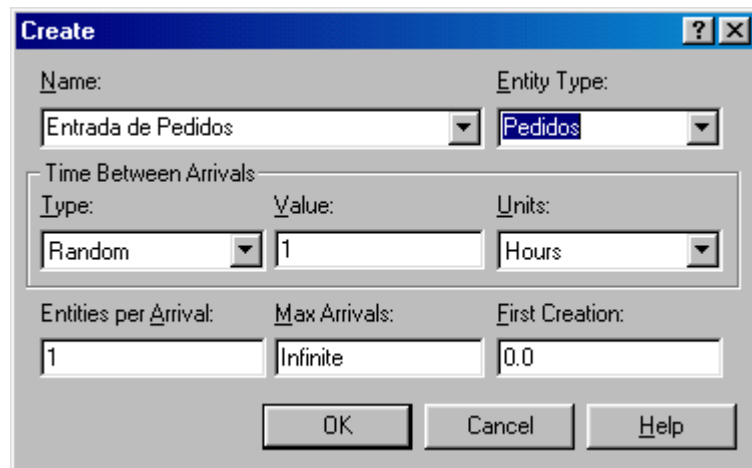 Create
Name: Entity Type:
Entrada de Pedidos Pedidos
Time Between Arrivals
Type: Value: Units:
Random 1 Hours
Entities per Arrival: Max Arrivals: First Creation:
1 Infinite 0.0
OK Cancel Help